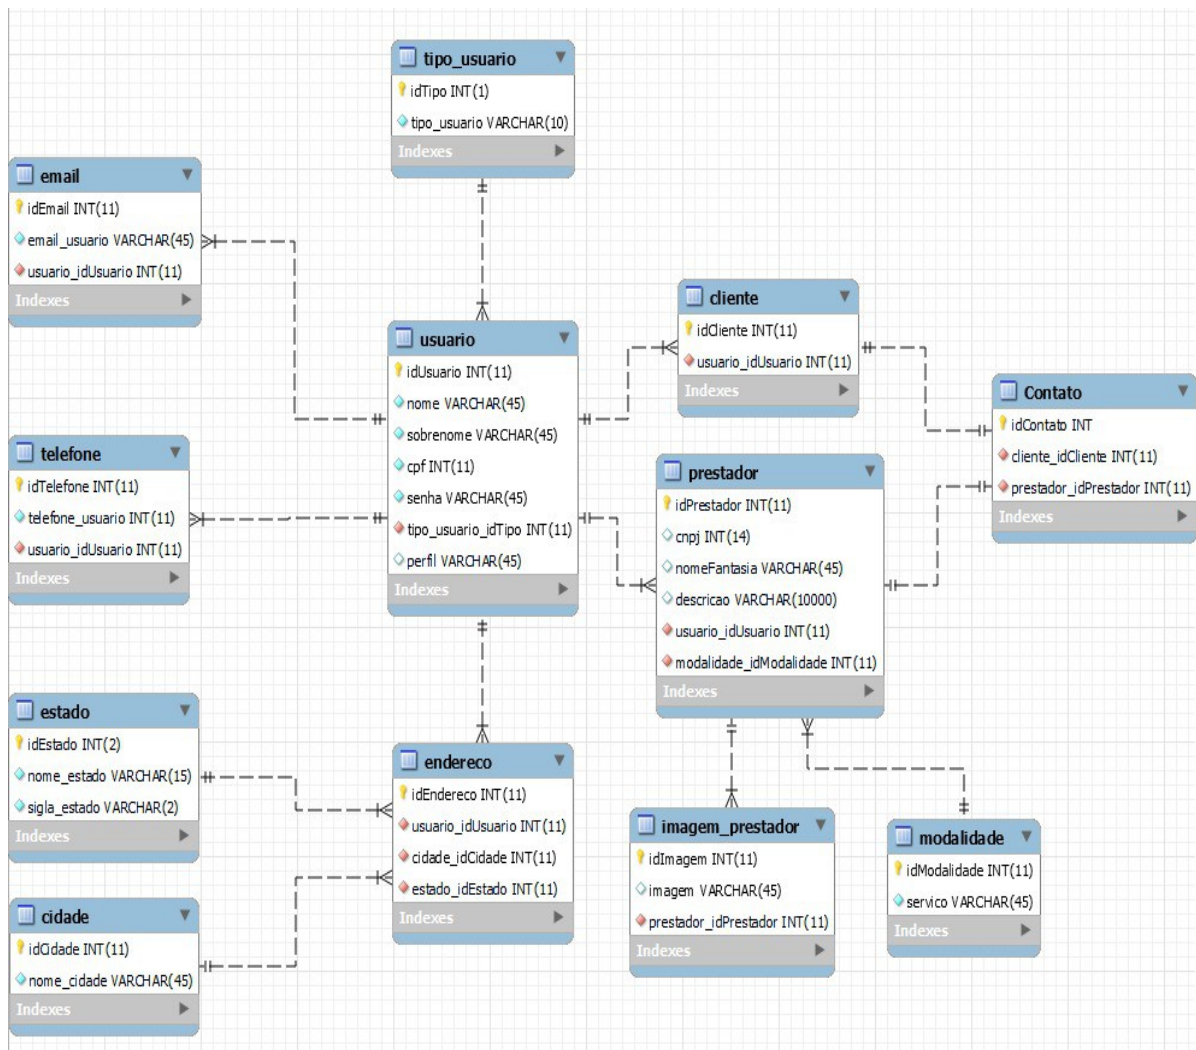 tipo_usuario
idTipo INT(1)
tipo_usuario VARCHAR(10)
Indexes
email
idEmail INT(11)
email_usuario VARCHAR(45)
usuario_idUsuario INT(11)
Indexes
cliente
idCliente INT(11)
usuario_idUsuario INT(11)
Indexes
usuario
idUsuario INT(11)
nome VARCHAR(45)
sobrenome VARCHAR(45)
cpf INT(11)
senha VARCHAR(45)
tipo_usuario_idTipo INT(11)
perfil VARCHAR(45)
Indexes
Contato
idContato INT
cliente_idCliente INT(11)
prestador_idPrestador INT(11)
Indexes
telefone
idTelefone INT(11)
telefone_usuario INT(11)
usuario_idUsuario INT(11)
Indexes
prestador
idPrestador INT(11)
cnpj INT(14)
nomeFantasia VARCHAR(45)
descricao VARCHAR(10000)
usuario_idUsuario INT(11)
modalidade_idModalidade INT(11)
Indexes
estado
idEstado INT(2)
nome_estado VARCHAR(15)
sigla_estado VARCHAR(2)
Indexes
endereco
idEndereco INT(11)
usuario_idUsuario INT(11)
cidade_idCidade INT(11)
estado_idEstado INT(11)
Indexes
imagem_prestador
idImagem INT(11)
imagem VARCHAR(45)
prestador_idPrestador INT(11)
Indexes
modalidade
idModalidade INT(11)
servico VARCHAR(45)
Indexes
cidade
idCidade INT(11)
nome_cidade VARCHAR(45)
Indexes